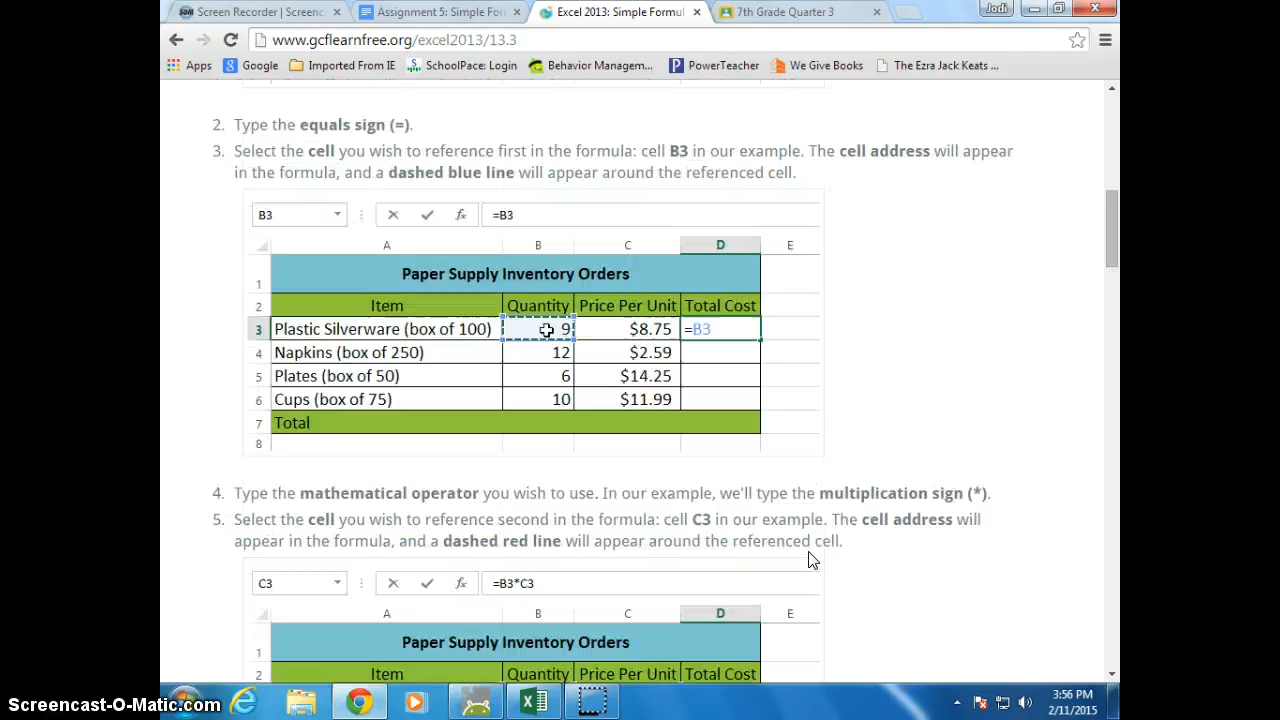 Screen Recorder | Screenc
Assignment 5: Simple For
Excel 2013: Simple Formul
7th Grade Quarter 3
Jodi
www.gcflearnfree.org/excel2013/13.3
Apps
Google
Imported From IE
SchoolPace: Login
Behavior Managem...
PowerTeacher
We Give Books
The Ezra Jack Keats ...
2. Type the equals sign (=).
3. Select the cell you wish to reference first in the formula: cell B3 in our example. The cell address will appear
in the formula, and a dashed blue line will appear around the referenced cell.
B3 fx =B3
A B C D E
1 Paper Supply Inventory Orders
2 Item Quantity Price Per Unit Total Cost
3 Plastic Silverware (box of 100) 9 $8.75 =B3
4 Napkins (box of 250) 12 $2.59
5 Plates (box of 50) 6 $14.25
6 Cups (box of 75) 10 $11.99
7 Total
8
4. Type the mathematical operator you wish to use. In our example, we'll type the multiplication sign (*).
5. Select the cell you wish to reference second in the formula: cell C3 in our example. The cell address will
appear in the formula, and a dashed red line will appear around the referenced cell.
C3 fx =B3*C3
A B C D E
1 Paper Supply Inventory Orders
2 Item Quantity Price Per Unit Total Cost
3:56 PM
2/11/2015
Screencast-O-Matic.com